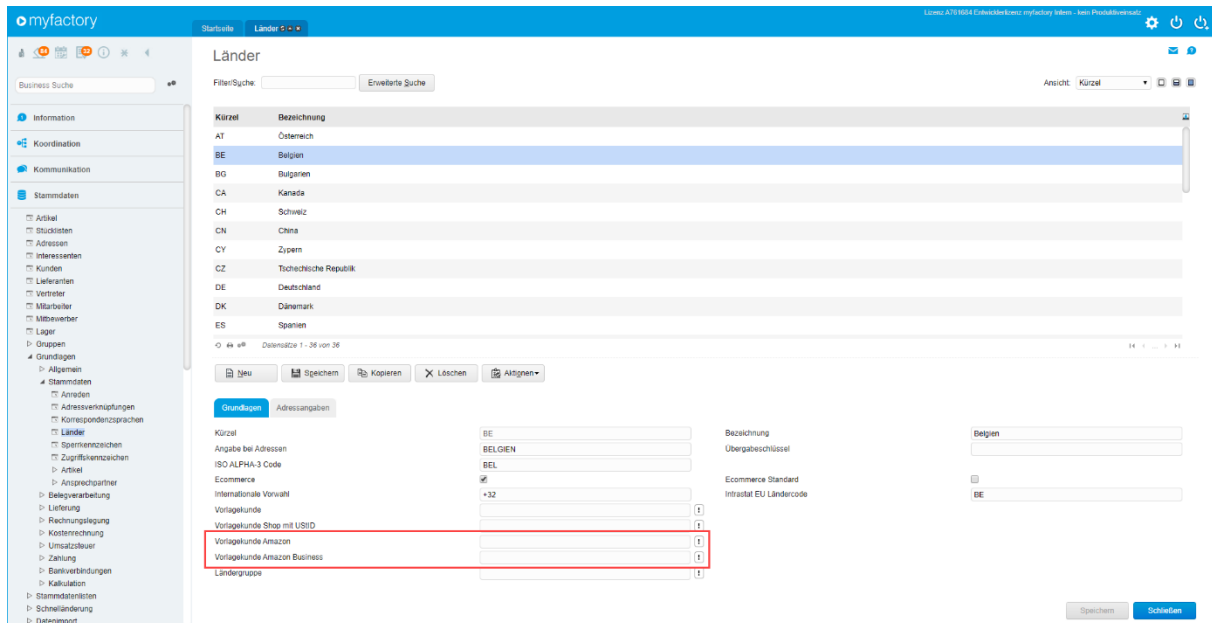 myfactory
Lizenz A761684 Entwicklerlizenz myfactory Intern - kein Produktiveinsatz
Startseite
Länder
Länder
Business Suche
Filter/Suche:
Erweiterte Suche
Ansicht: Kürzel
Information
Koordination
Kommunikation
Stammdaten
Artikel
Stücklisten
Adressen
Interessenten
Kunden
Lieferanten
Vertreter
Mitarbeiter
Mitbewerber
Lager
Gruppen
Grundlagen
Allgemein
Stammdaten
Anreden
Adressverknüpfungen
Korrespondenzsprachen
Länder
Sperrkennzeichen
Zugriffskennzeichen
Artikel
Ansprechpartner
Belegverarbeitung
Lieferung
Rechnungslegung
Kostenrechnung
Umsatzsteuer
Zahlung
Bankverbindungen
Kalkulation
Stammdatenlisten
Schnelländerung
Datenimport
Kürzel Bezeichnung
AT Österreich
BE Belgien
BG Bulgarien
CA Kanada
CH Schweiz
CN China
CY Zypern
CZ Tschechische Republik
DE Deutschland
DK Dänemark
ES Spanien
Datensätze 1 - 36 von 36
Neu Speichern Kopieren Löschen Aktionen
Grundlagen Adressangaben
Kürzel BE Bezeichnung Belgien
Angabe bei Adressen BELGIEN Übergabeschlüssel
ISO ALPHA-3 Code BEL
Ecommerce Ecommerce Standard
Internationale Vorwahl +32 Intrastat EU Ländercode BE
Vorlagekunde
Vorlagekunde Shop mit UStID
Vorlagekunde Amazon
Vorlagekunde Amazon Business
Ländergruppe
Speichern Schließen